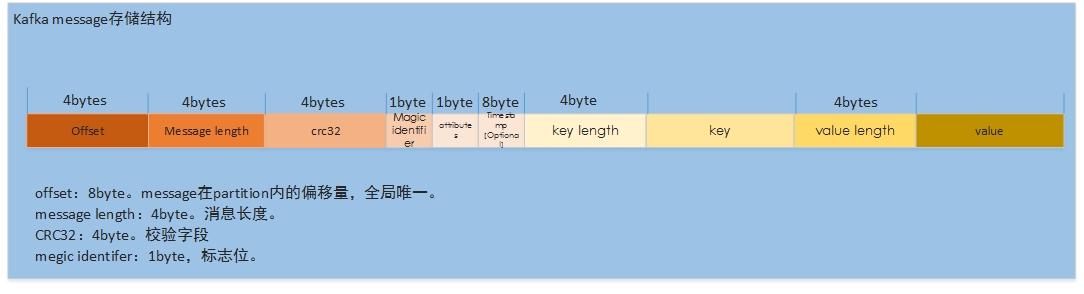 Kafka message存储结构
4bytes 4bytes 4bytes 1byte 1byte 8byte 4byte 4bytes
Offset Message length crc32 Magic identifier attributes Timestamp [Optional] key length key value length value
offset：8byte。message在partition内的偏移量，全局唯一。
message length：4byte。消息长度。
CRC32：4byte。校验字段
megic identifer：1byte，标志位。